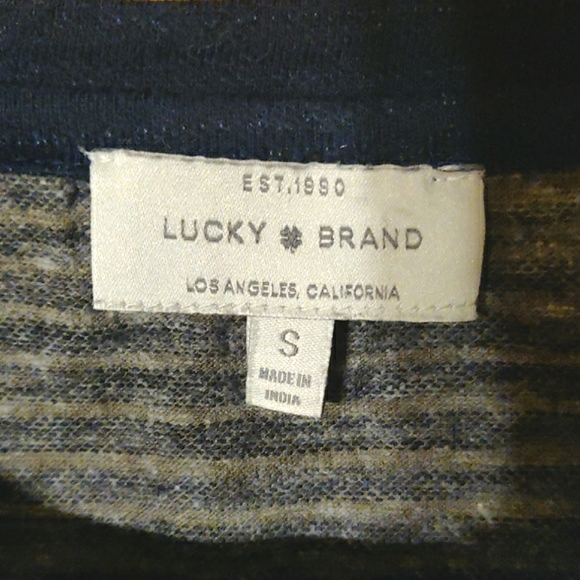 EST.1990
LUCKY BRAND
LOS ANGELES, CALIFORNIA
S
MADE IN
INDIA